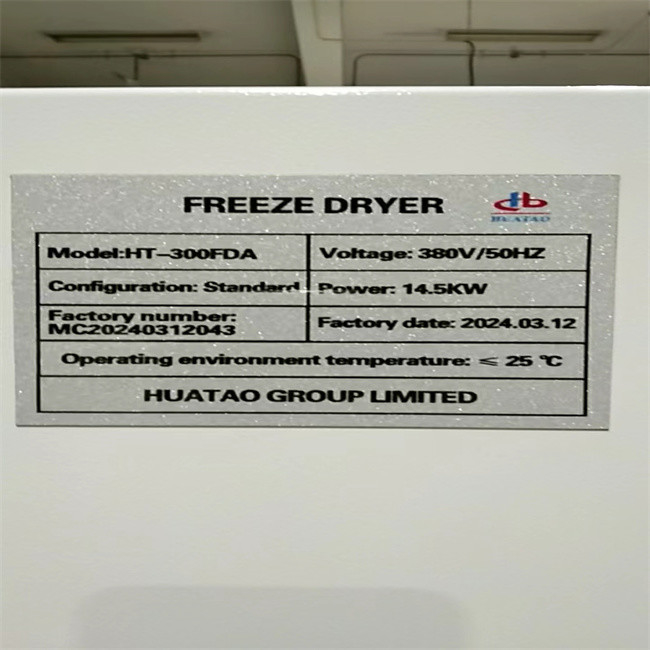 FREEZE DRYER
HUATAO
Model:HT-300FDA
Voltage: 380V/50HZ
Configuration: Standard
Power: 14.5KW
Factory number:
MC20240312043
Factory date: 2024.03.12
Operating environment temperature: ≤ 25 ℃
HUATAO GROUP LIMITED